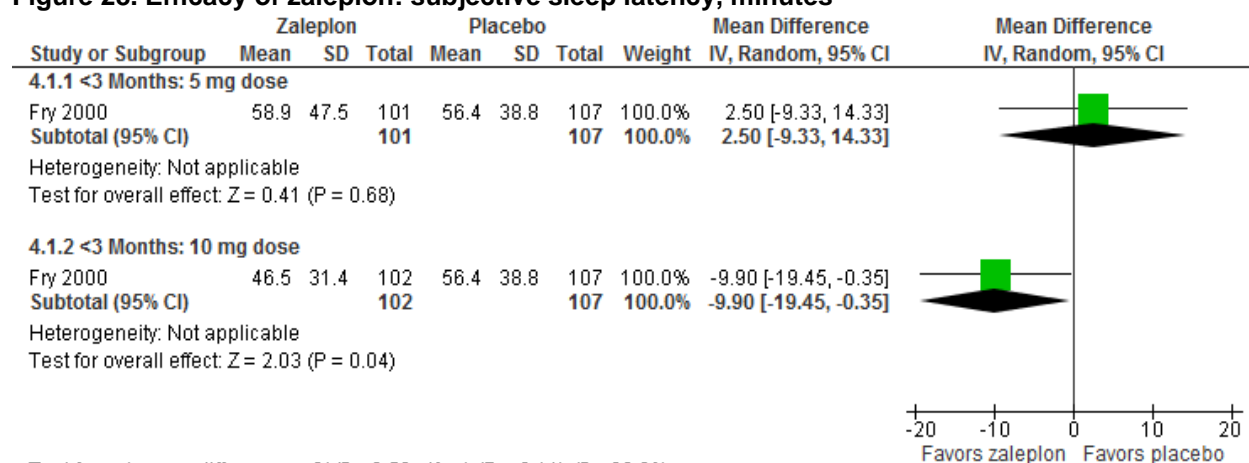 Zaleplon Placebo Mean Difference Mean Difference
Study or Subgroup Mean SD Total Mean SD Total Weight IV, Random, 95% CI IV, Random, 95% CI
4.1.1 <3 Months: 5 mg dose
Fry 2000 58.9 47.5 101 56.4 38.8 107 100.0% 2.50 [-9.33, 14.33]
Subtotal (95% CI) 101 107 100.0% 2.50 [-9.33, 14.33]
Heterogeneity: Not applicable
Test for overall effect: Z = 0.41 (P = 0.68)
4.1.2 <3 Months: 10 mg dose
Fry 2000 46.5 31.4 102 56.4 38.8 107 100.0% -9.90 [-19.45, -0.35]
Subtotal (95% CI) 102 107 100.0% -9.90 [-19.45, -0.35]
Heterogeneity: Not applicable
Test for overall effect: Z = 2.03 (P = 0.04)
-20 -10 0 10 20
Favors zaleplon Favors placebo